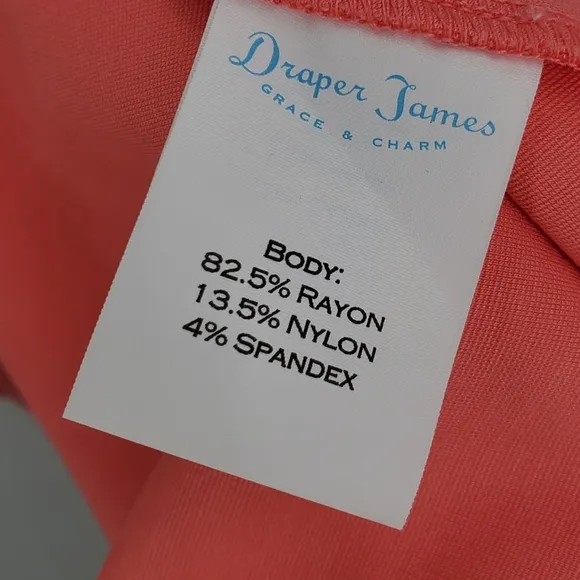 Draper James
GRACE & CHARM
BODY:
82.5% RAYON
13.5% NYLON
4% SPANDEX